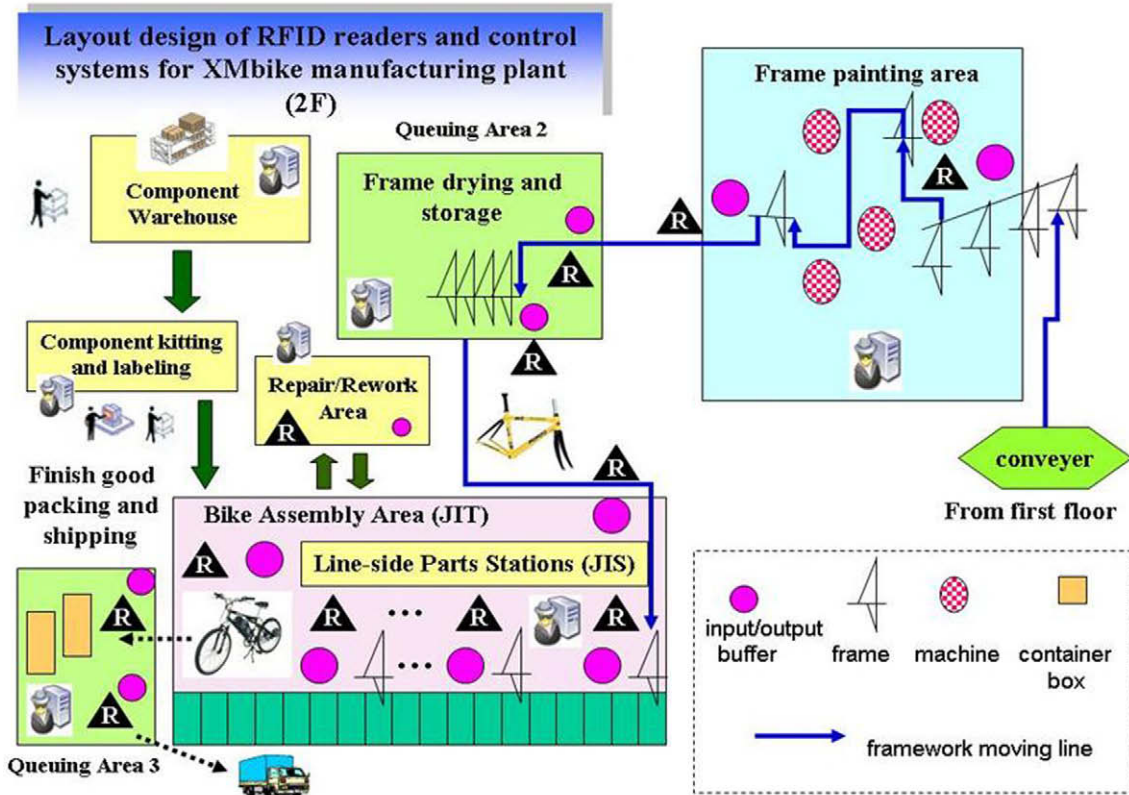 Layout design of RFID readers and control
systems for XMbike manufacturing plant
(2F)
Component
Warehouse
Queuing Area 2
Frame drying and
storage
R
R
R
Frame painting area
R
Component kitting
and labeling
Repair/Rework
Area
R
R
conveyer
From first floor
Finish good
packing and
shipping
Bike Assembly Area (JIT)
Line-side Parts Stations (JIS)
R
R
...
R
R
...
R
R
Queuing Area 3
input/output
buffer
frame
machine
container
box
framework moving line